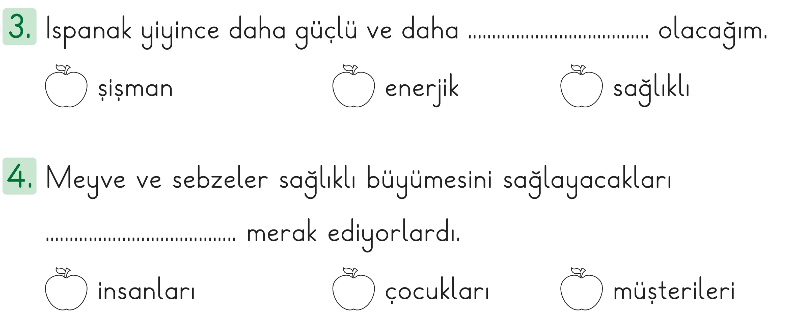 3. Ispanak yiyince daha güçlü ve daha ...................................... olacağım.
şişman enerjik sağlıklı
4. Meyve ve sebzeler sağlıklı büyümesini sağlayacakları
........................................ merak ediyorlardı.
insanları çocukları müşterileri